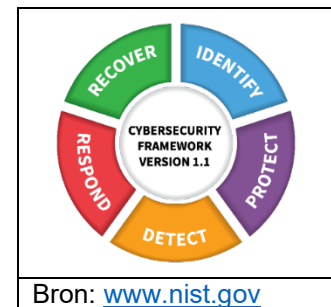 RECOVER
IDENTIFY
PROTECT
DETECT
RESPOND
CYBERSECURITY
FRAMEWORK
VERSION 1.1
Bron: www.nist.gov